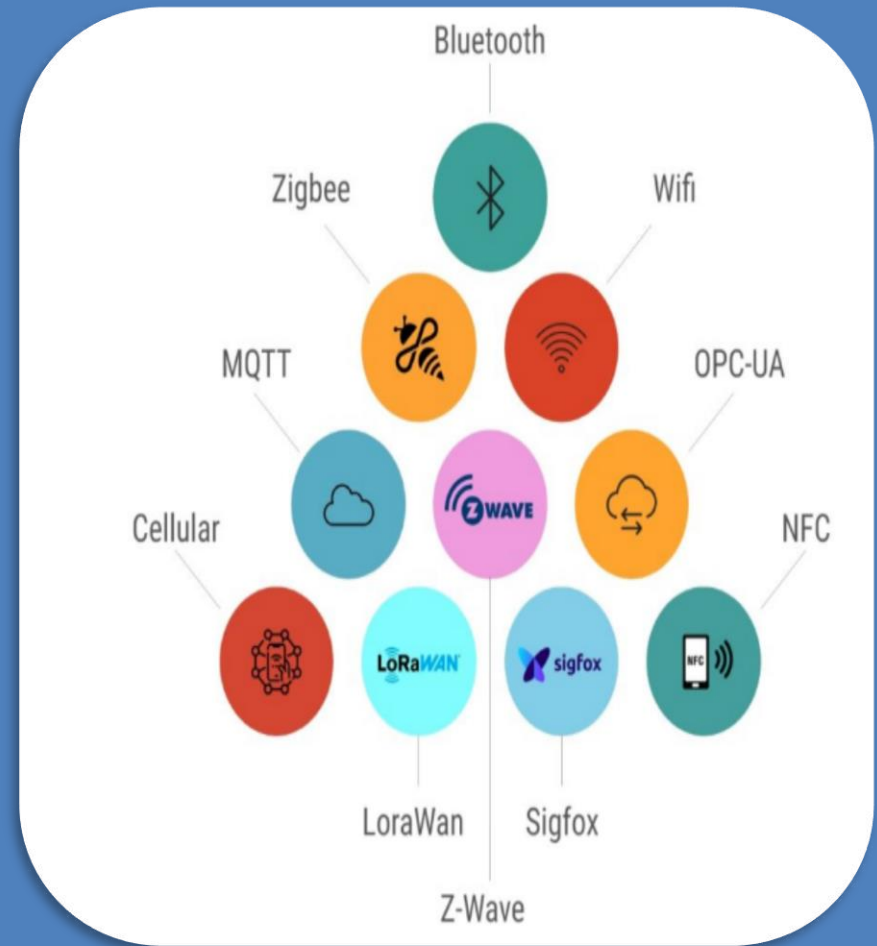 Bluetooth
Zigbee
Wifi
MQTT
OPC-UA
Z WAVE
Cellular
NFC
LoRaWAN
sigfox
NFC
LoraWan
Sigfox
Z-Wave